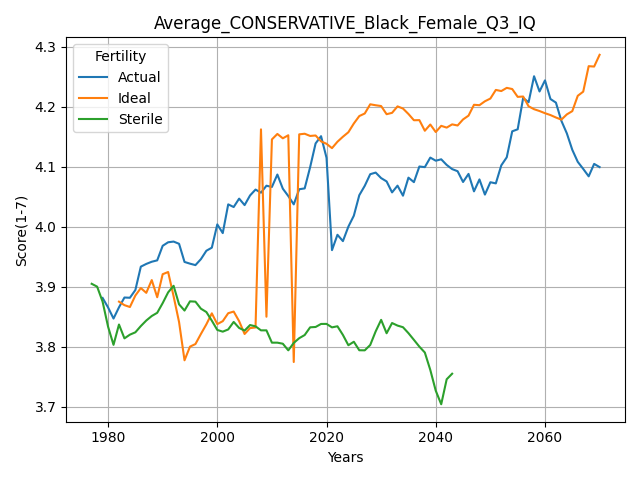 Average_CONSERVATIVE_Black_Female_Q3_IQ
Fertility
Actual
Ideal
Sterile
Score(1-7)
4.3
4.2
4.1
4.0
3.9
3.8
3.7
1980 2000 2020 2040 2060
Years